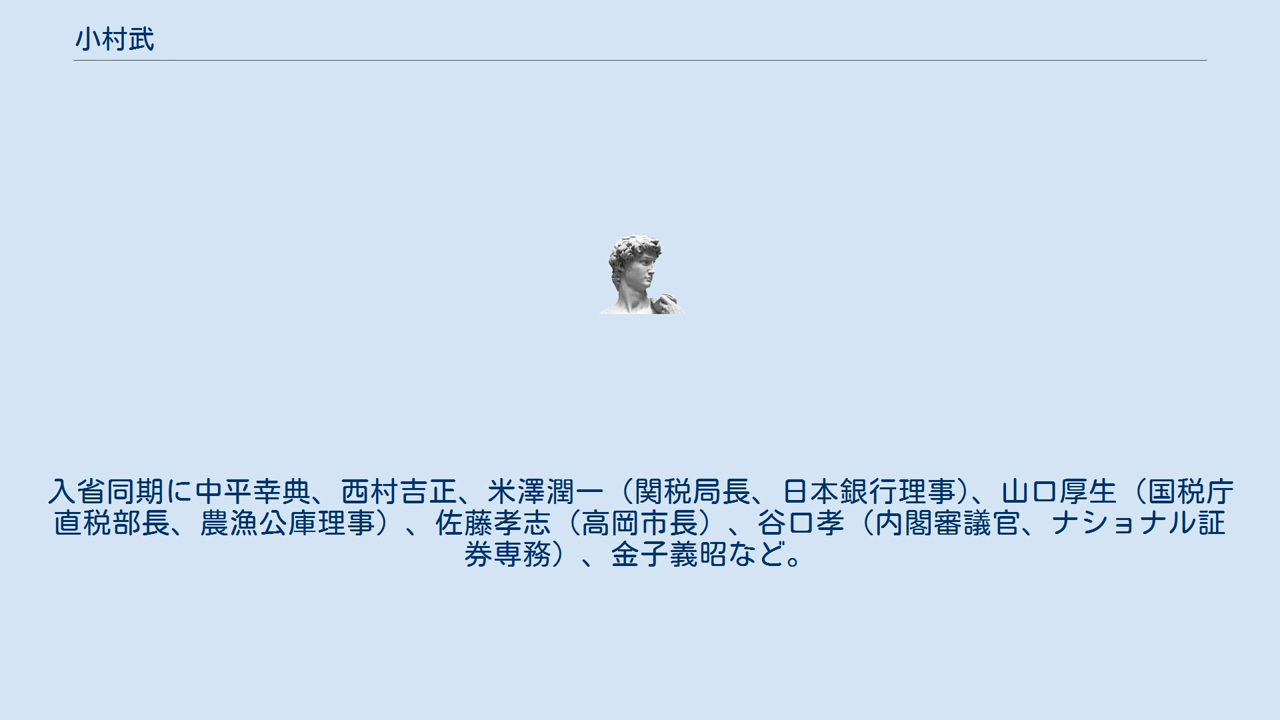 小村武
入省同期に中平幸典、西村吉正、米澤潤一（関税局長、日本銀行理事)、山口厚生（国税庁
直税部長、農漁公庫理事）、佐藤孝志（高岡市長）、谷口孝（内閣審議官、ナショナル証
券専務）、金子義昭など。